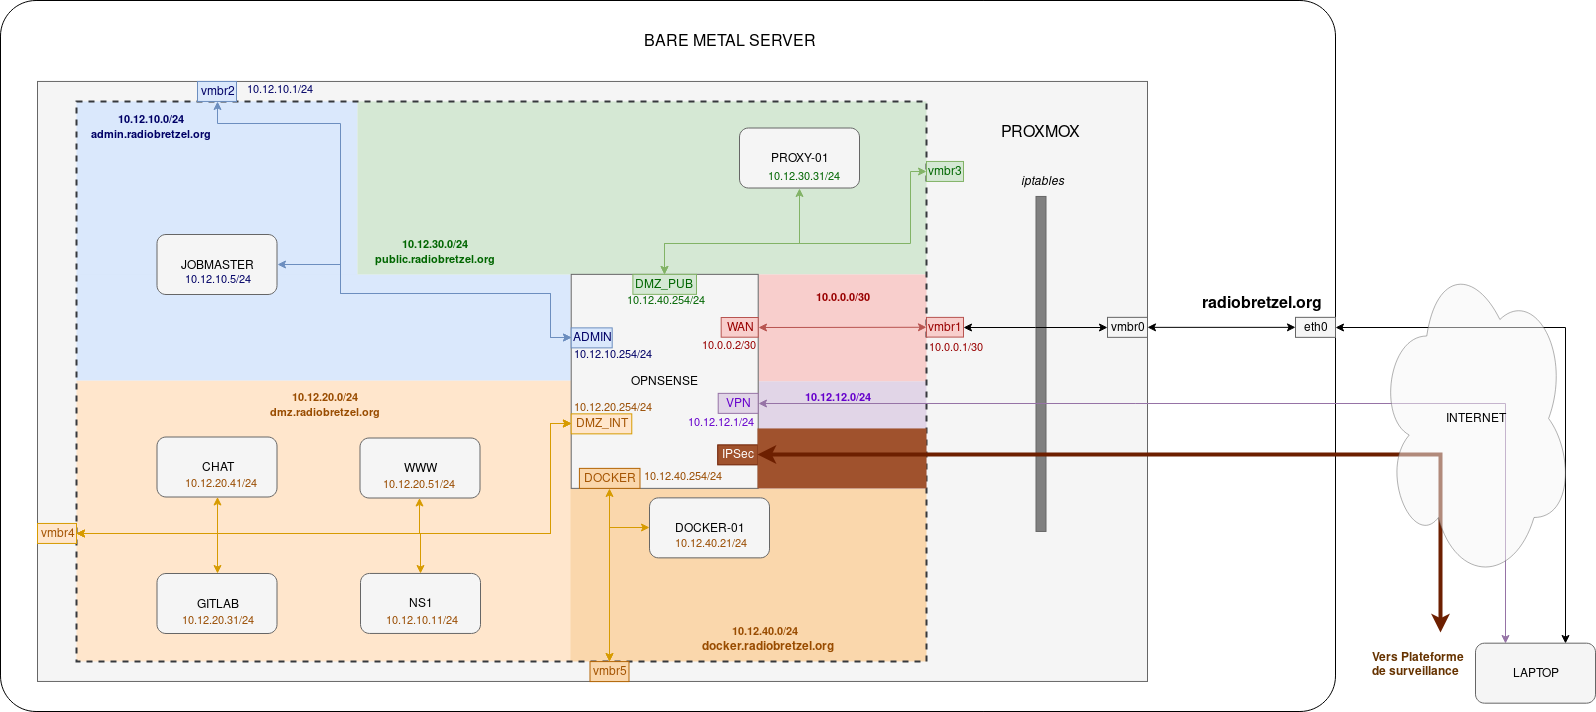 BARE METAL SERVER
vmbr2
10.12.10.1/24
10.12.10.0/24
admin.radiobretzel.org
PROXMOX
PROXY-01
10.12.30.31/24
vmbr3
iptables
10.12.30.0/24
public.radiobretzel.org
JOBMASTER
10.12.10.5/24
DMZ_PUB
10.12.40.254/24
10.0.0.0/30
radiobretzel.org
ADMIN
10.12.10.254/24
WAN
10.0.0.2/30
vmbr1
10.0.0.1/30
vmbr0
eth0
OPNSENSE
10.12.20.0/24
dmz.radiobretzel.org
10.12.20.254/24
DMZ_INT
VPN
10.12.12.1/24
10.12.12.0/24
INTERNET
IPSec
DOCKER
10.12.40.254/24
CHAT
10.12.20.41/24
WWW
10.12.20.51/24
vmbr4
DOCKER-01
10.12.40.21/24
GITLAB
10.12.20.31/24
NS1
10.12.10.11/24
10.12.40.0/24
docker.radiobretzel.org
vmbr5
Vers Plateforme
de surveillance
LAPTOP